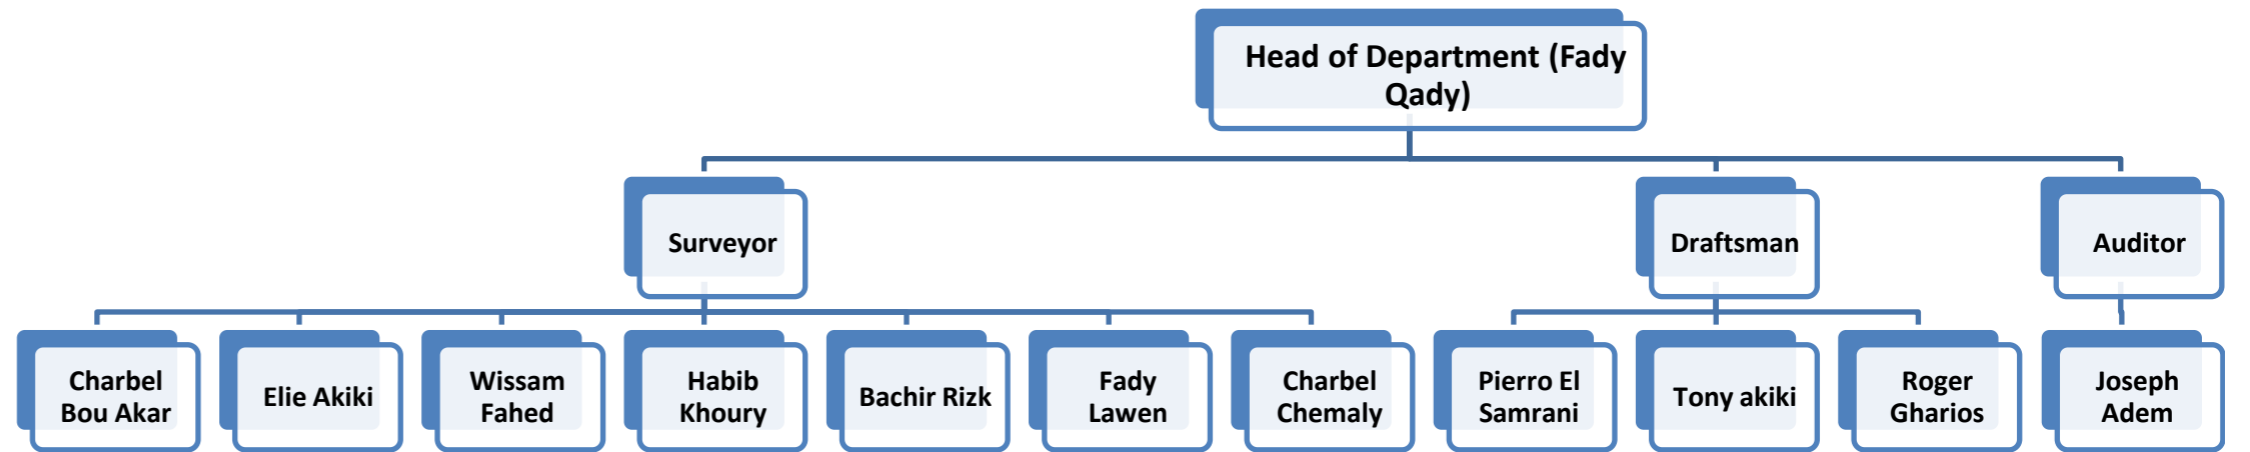 Head of Department (Fady
Qady)
Surveyor
Draftsman
Auditor
Charbel
Bou Akar
Elie Akiki
Wissam
Fahed
Habib
Khoury
Bachir Rizk
Fady
Lawen
Charbel
Chemaly
Pierro El
Samrani
Tony akiki
Roger
Gharios
Joseph
Adem